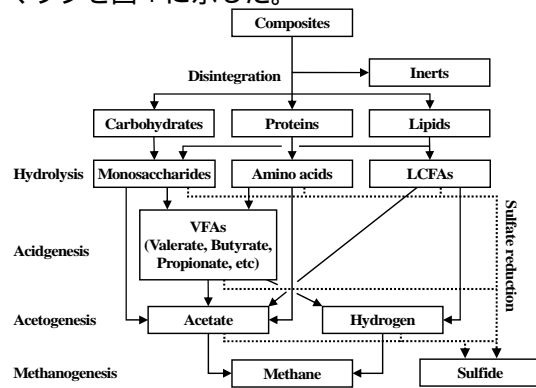 マップを図1に示した。
Composites
Disintegration
Inerts
Carbohydrates
Proteins
Lipids
Hydrolysis
Monosaccharides
Amino acids
LCFAs
VFAs
(Valerate, Butyrate,
Propionate, etc)
Sulfate reduction
Acidgenesis
Acetogenesis
Acetate
Hydrogen
Methanogenesis
Methane
Sulfide